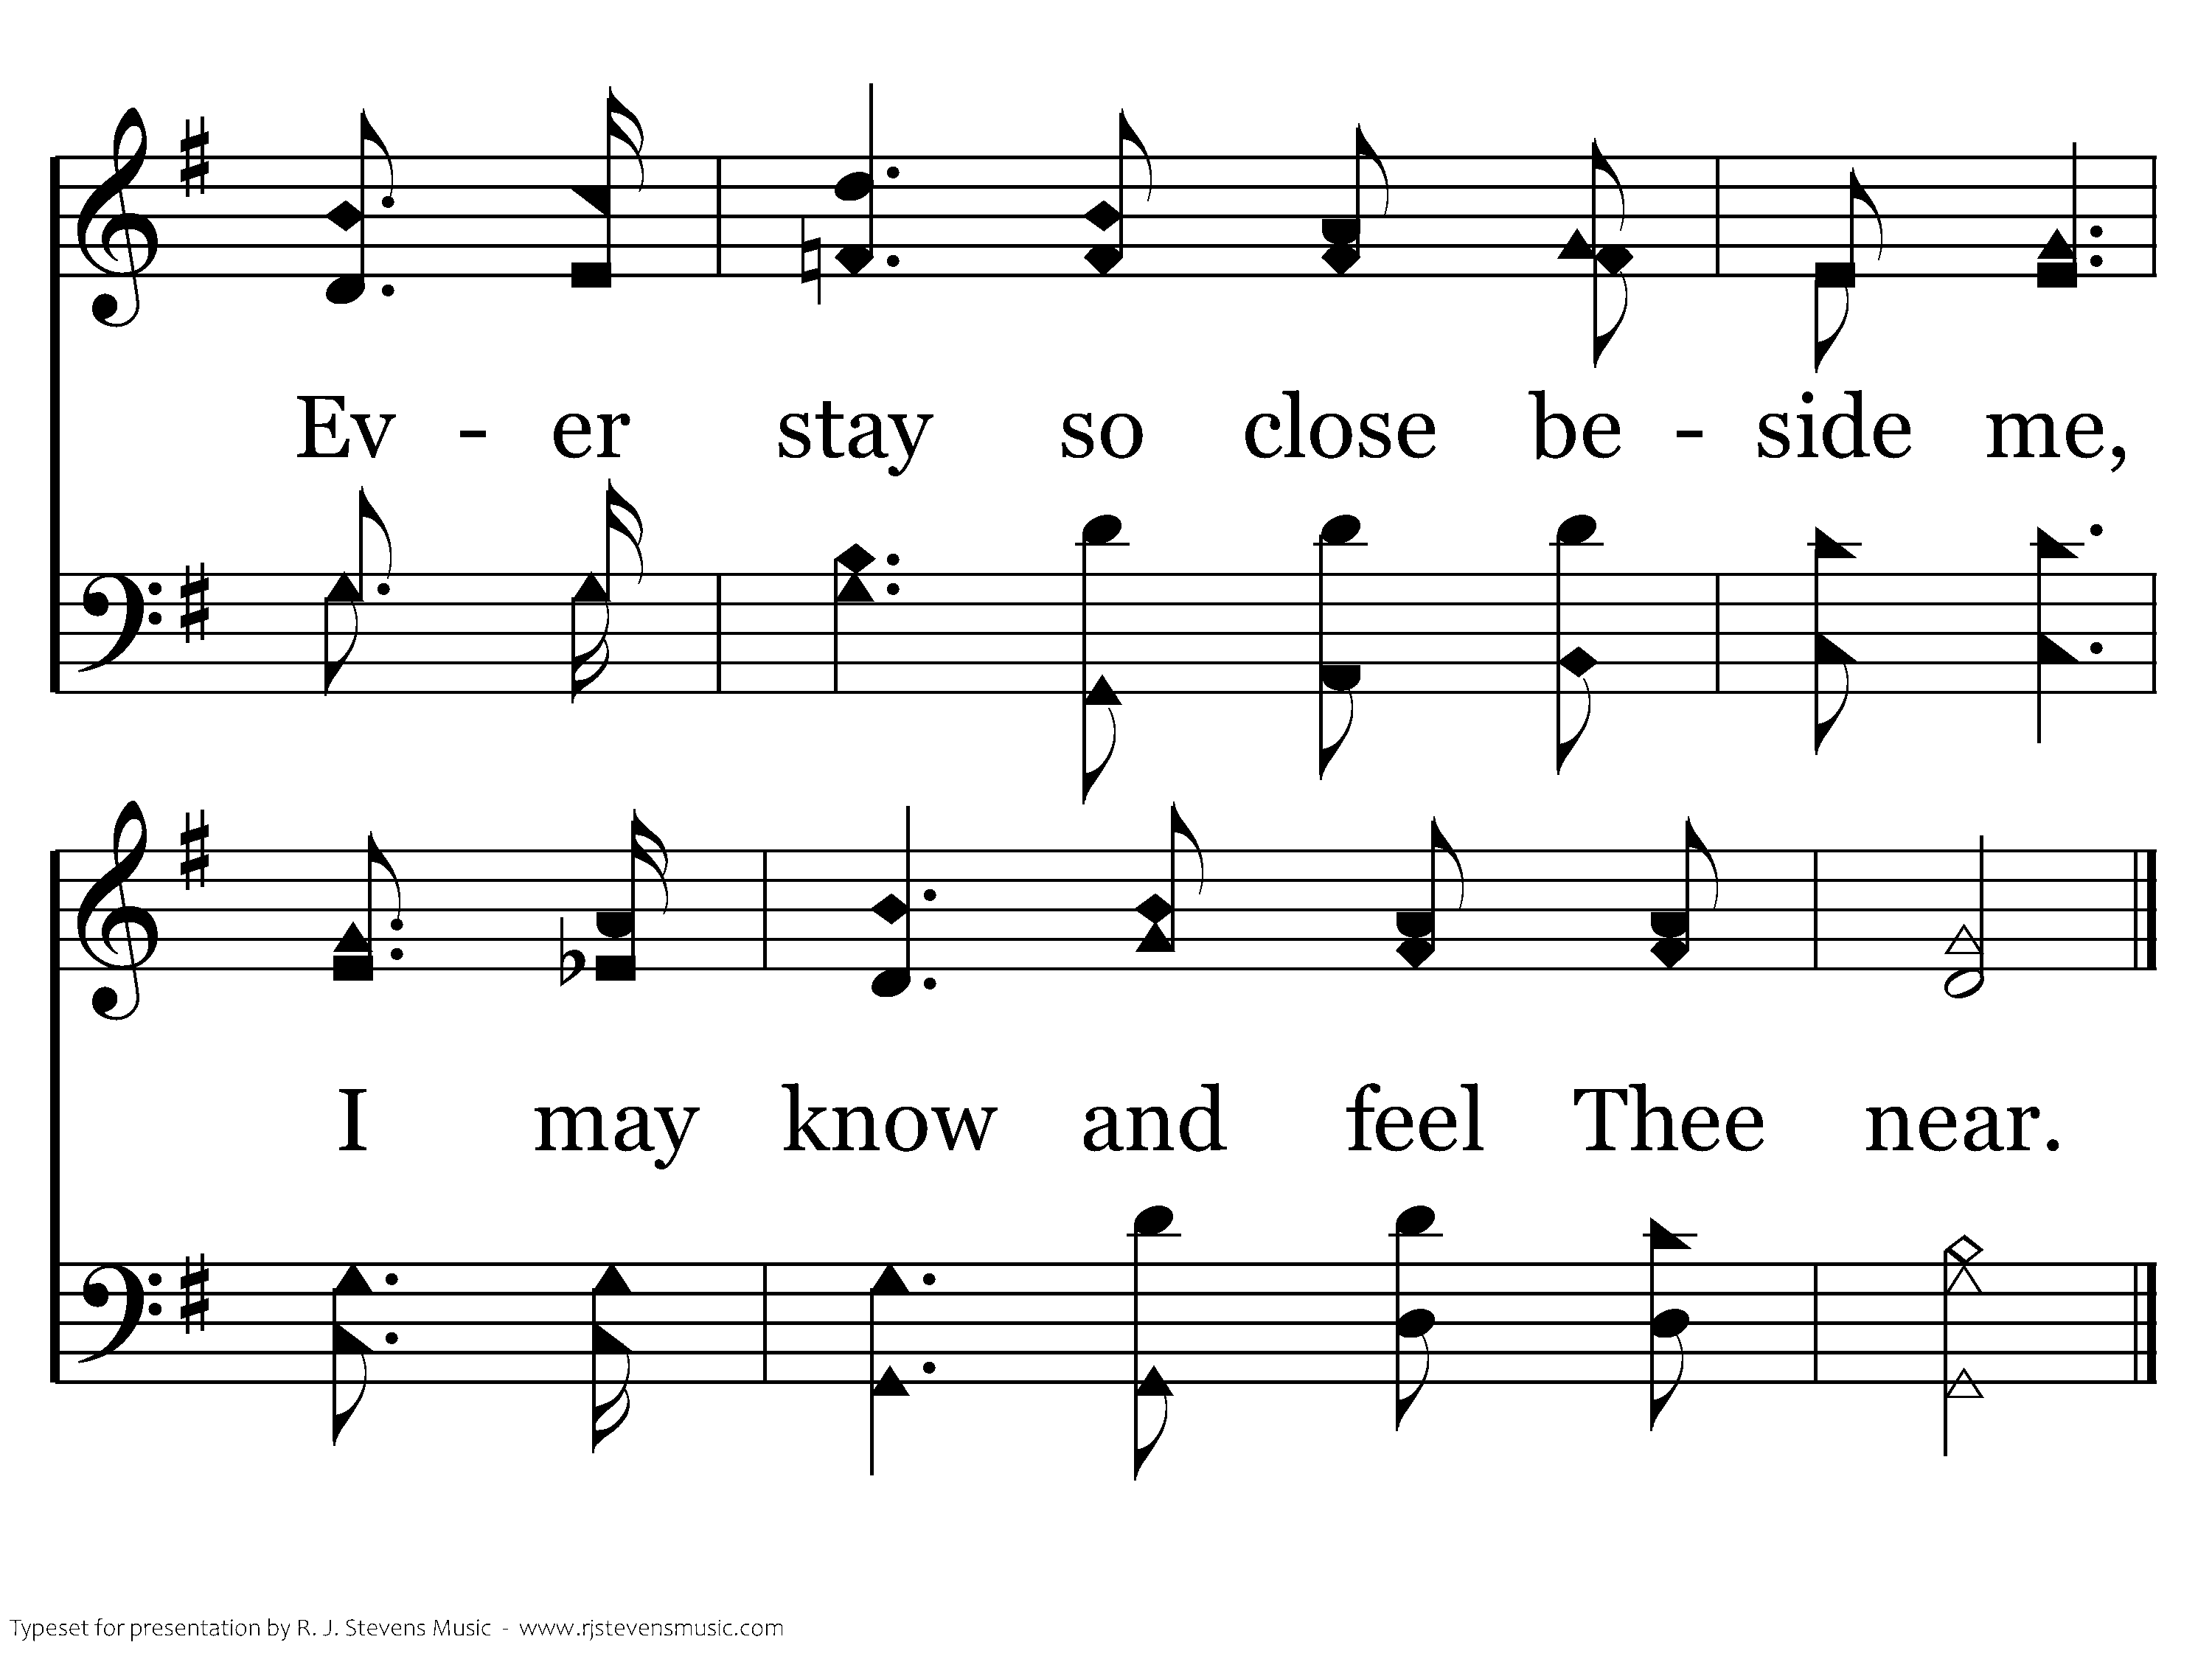 Ev - er stay so close be - side me,
I may know and feel Thee near.
Typeset for presentation by R. J. Stevens Music - www.rjstevensmusic.com